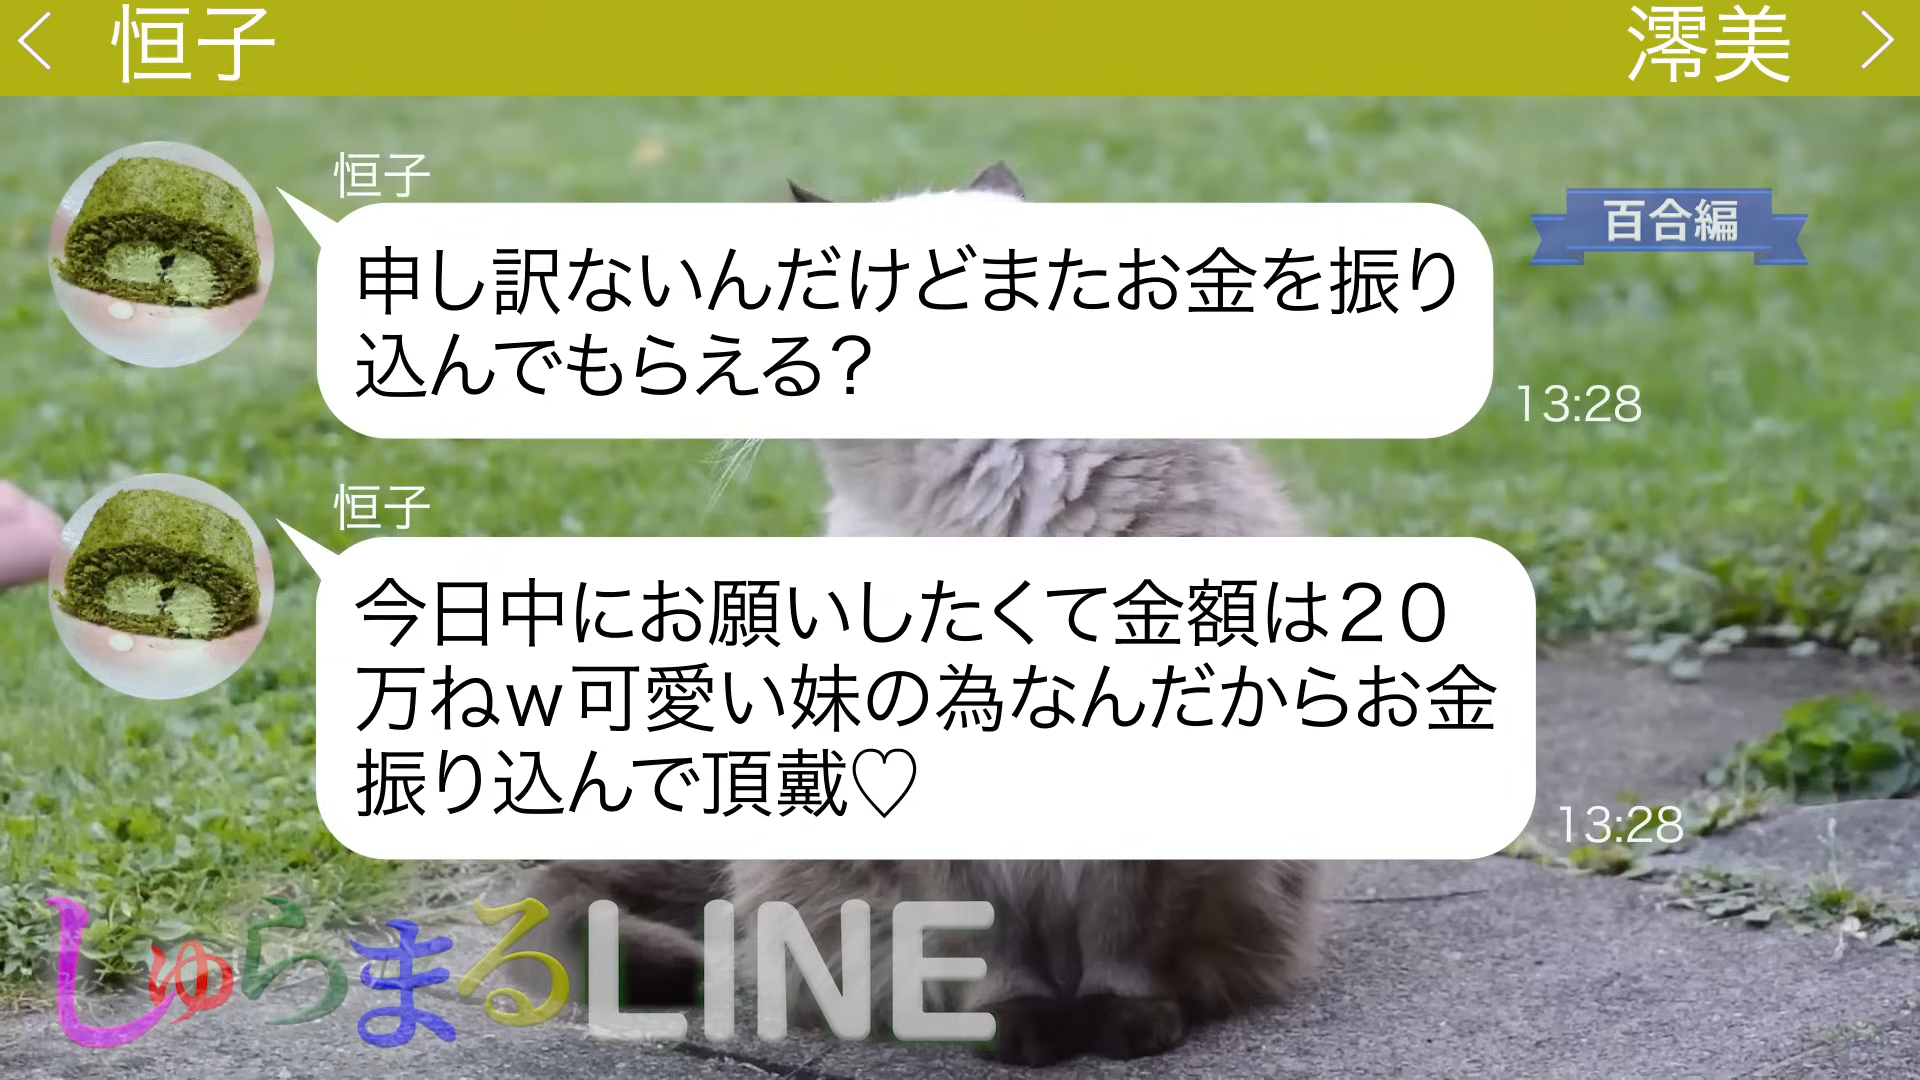 恒子
澪美
恒子
百合編
申し訳ないんだけどまたお金を振り
込んでもらえる？
13:28
恒子
今日中にお願いしたくて金額は２０
万ねｗ可愛い妹の為なんだからお金
振り込んで頂戴♡
13:28
しゅらまるLINE